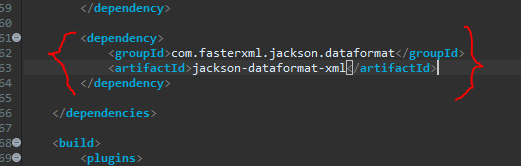 59 </dependency>
60
61 <dependency>
62 <groupId>com.fasterxml.jackson.dataformat</groupId>
63 <artifactId>jackson-dataformat-xml</artifactId>
64 </dependency>
65
66 </dependencies>
67
68 <build>
69 <plugins>